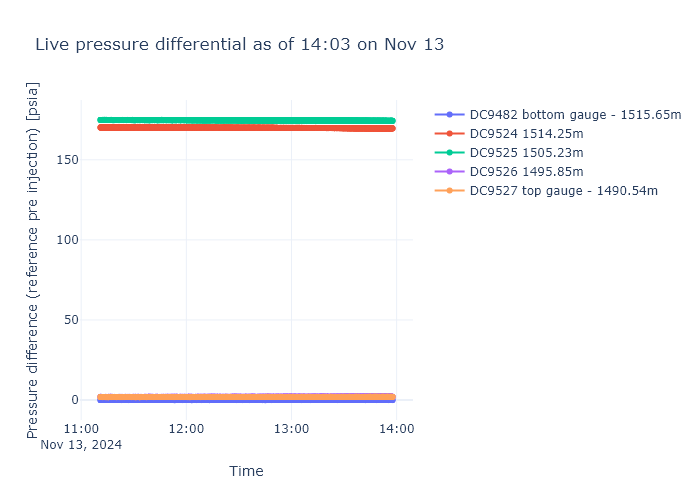 Live pressure differential as of 14:03 on Nov 13
Pressure difference (reference pre injection) [psia]
150
100
50
0
11:00
Nov 13, 2024
12:00
13:00
14:00
Time
DC9482 bottom gauge - 1515.65m
DC9524 1514.25m
DC9525 1505.23m
DC9526 1495.85m
DC9527 top gauge - 1490.54m